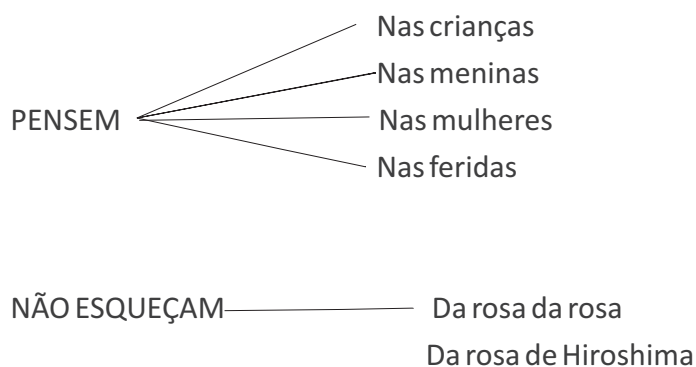 Nas crianças
Nas meninas
PENSEM
Nas mulheres
Nas feridas
NÃO ESQUEÇAM
Da rosa da rosa
Da rosa de Hiroshima